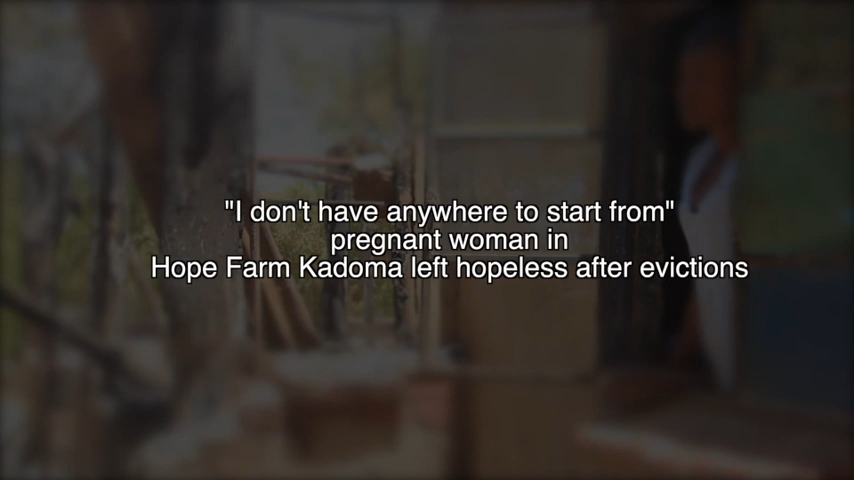 "I don't have anywhere to start from"
pregnant woman in
Hope Farm Kadoma left hopeless after evictions